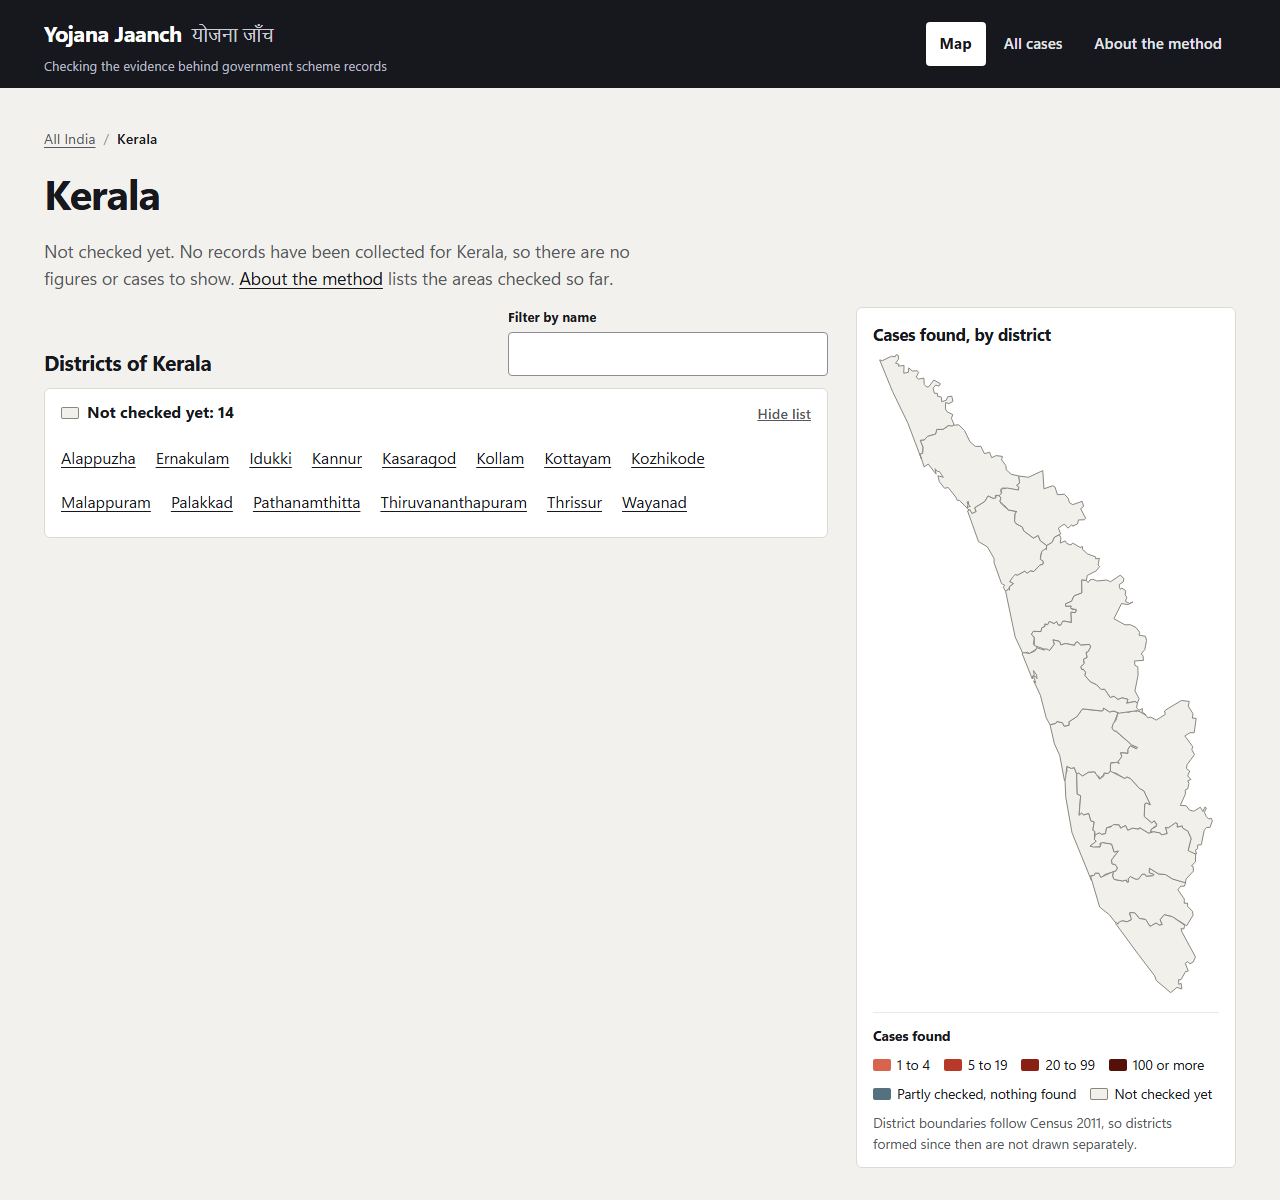 Yojana Jaanch योजना जाँच
Checking the evidence behind government scheme records
Map
All cases
About the method
All India / Kerala
Kerala
Not checked yet. No records have been collected for Kerala, so there are no
figures or cases to show. About the method lists the areas checked so far.
Districts of Kerala
Filter by name
Not checked yet: 14
Hide list
Alappuzha Ernakulam Idukki Kannur Kasaragod Kollam Kottayam Kozhikode
Malappuram Palakkad Pathanamthitta Thiruvananthapuram Thrissur Wayanad
Cases found, by district
Cases found
1 to 4 5 to 19 20 to 99 100 or more
Partly checked, nothing found Not checked yet
District boundaries follow Census 2011, so districts
formed since then are not drawn separately.